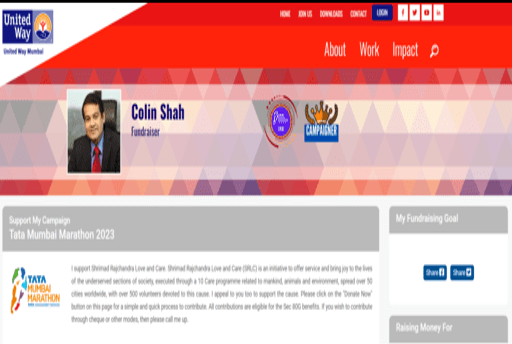 HOME JOIN US DOWNLOADS CONTACT LOGIN
United
Way
United Way Mumbai
About Work Impact
Colin Shah
Fundraiser
CAMPAIGNER
Support My Campaign
Tata Mumbai Marathon 2023
My Fundraising Goal
TATA
MUMBAI
MARATHON
I support Shrimad Rajchandra Love and Care. Shrimad Rajchandra Love and Care (SRLC) is an initiative to offer service and bring joy to the lives
of the underserved sections of society, executed through a 10 Care programme related to mankind, animals and environment, spread over 50
cities worldwide, with over 500 volunteers devoted to this cause. I appeal to you too to support the cause. Please click on the "Donate Now"
button on this page for a simple and quick process to contribute. All contributions are eligible for the Sec 80G benefits. If you wish to contribute
through cheque or other modes, then please call me up.
Share Share
Raising Money For